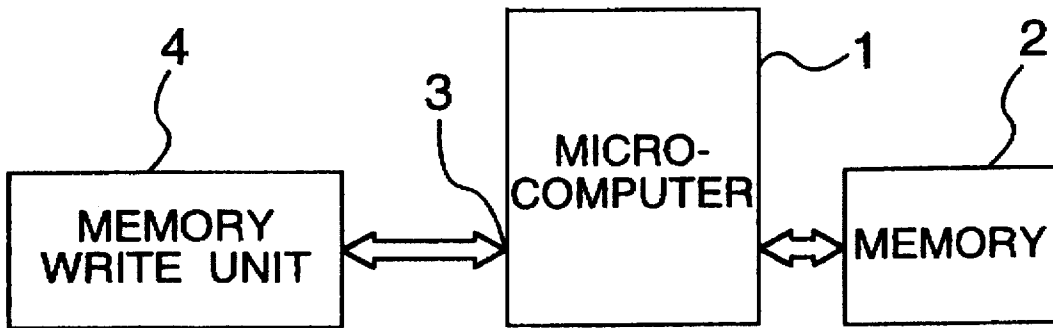 4
3
1
2
MICRO-
COMPUTER
MEMORY
WRITE UNIT
MEMORY